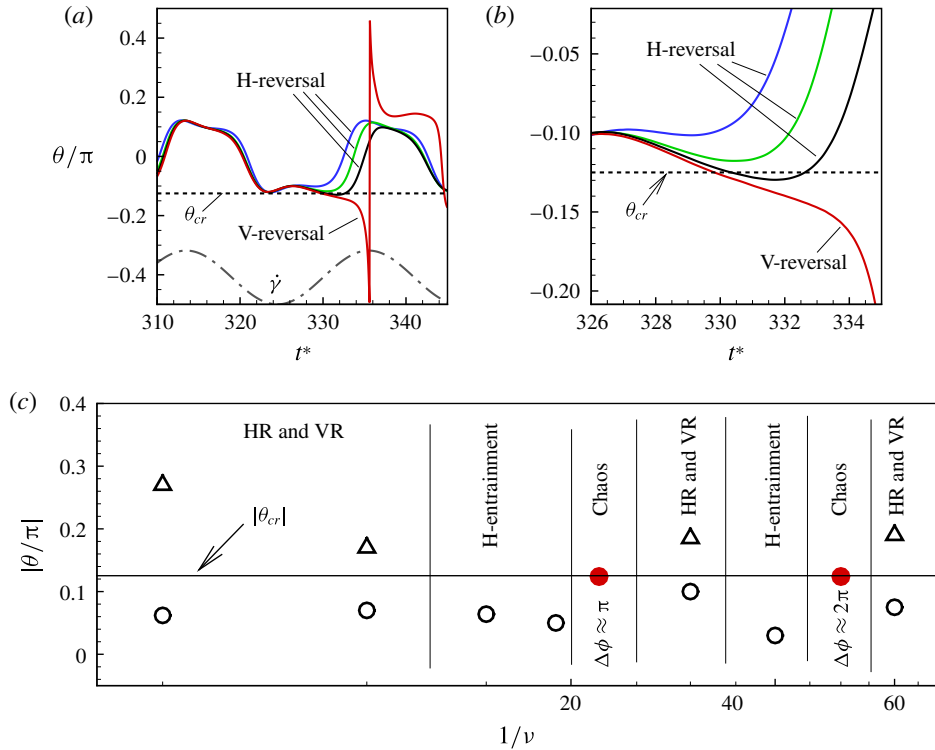 (a)
0.4
0.2
0
−0.2
−0.4
θ/π
H-reversal
θcr
V-reversal
γ̇
310
320
330
340
t*
(b)
−0.05
−0.10
−0.15
−0.20
H-reversal
θcr
V-reversal
326
328
330
332
334
t*
(c)
0.4
0.3
0.2
0.1
0
|θ/π|
HR and VR
|θcr|
H-entrainment
Chaos
Δϕ ≈ π
HR and VR
H-entrainment
Chaos
Δϕ ≈ 2π
HR and VR
20
40
60
1/ν